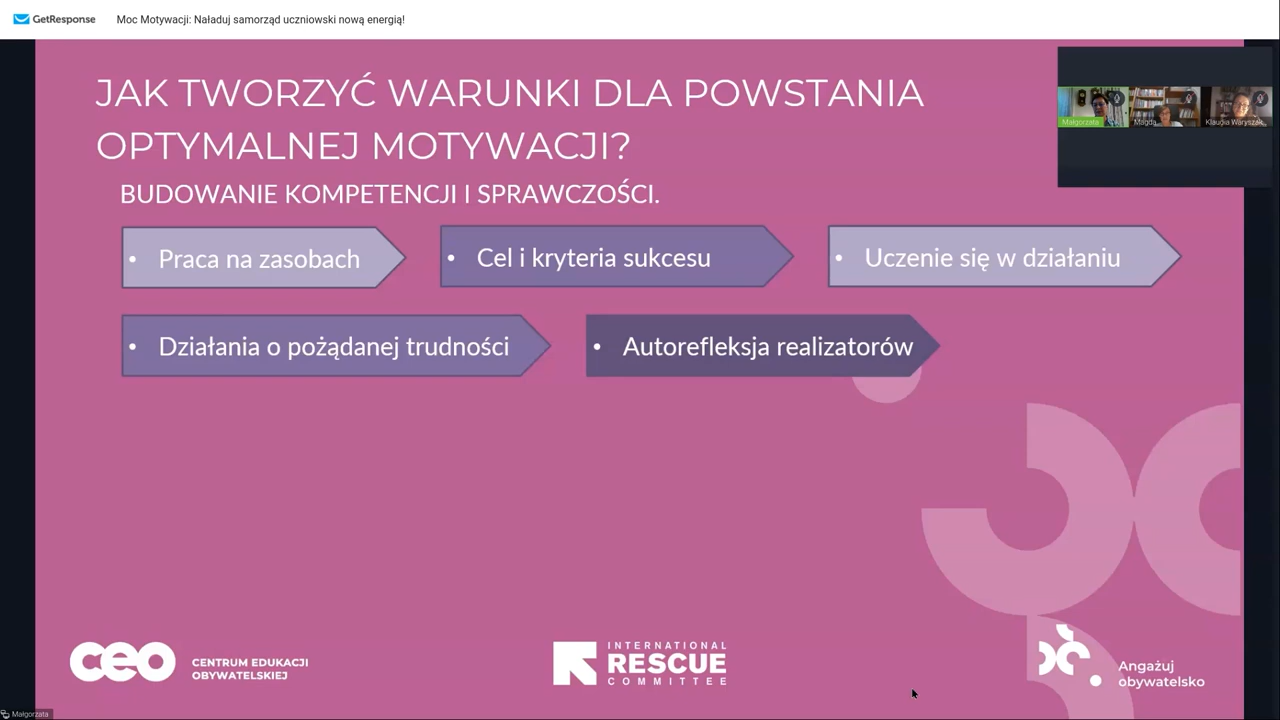 GetResponse Moc Motywacji: Naładuj samorząd uczniowski nową energią!
JAK TWORZYĆ WARUNKI DLA POWSTANIA
OPTYMALNEJ MOTYWACJI?
BUDOWANIE KOMPETENCJI I SPRAWCZOŚCI.
• Praca na zasobach
• Cel i kryteria sukcesu
• Uczenie się w działaniu
• Działania o pożądanej trudności
• Autorefleksja realizatorów
Małgorzata
Magda
Klaudia Waryszak...
ceo CENTRUM EDUKACJI
OBYWATELSKIEJ
INTERNATIONAL
RESCUE
COMMITTEE
Angażuj
obywatelsko
Małgorzata